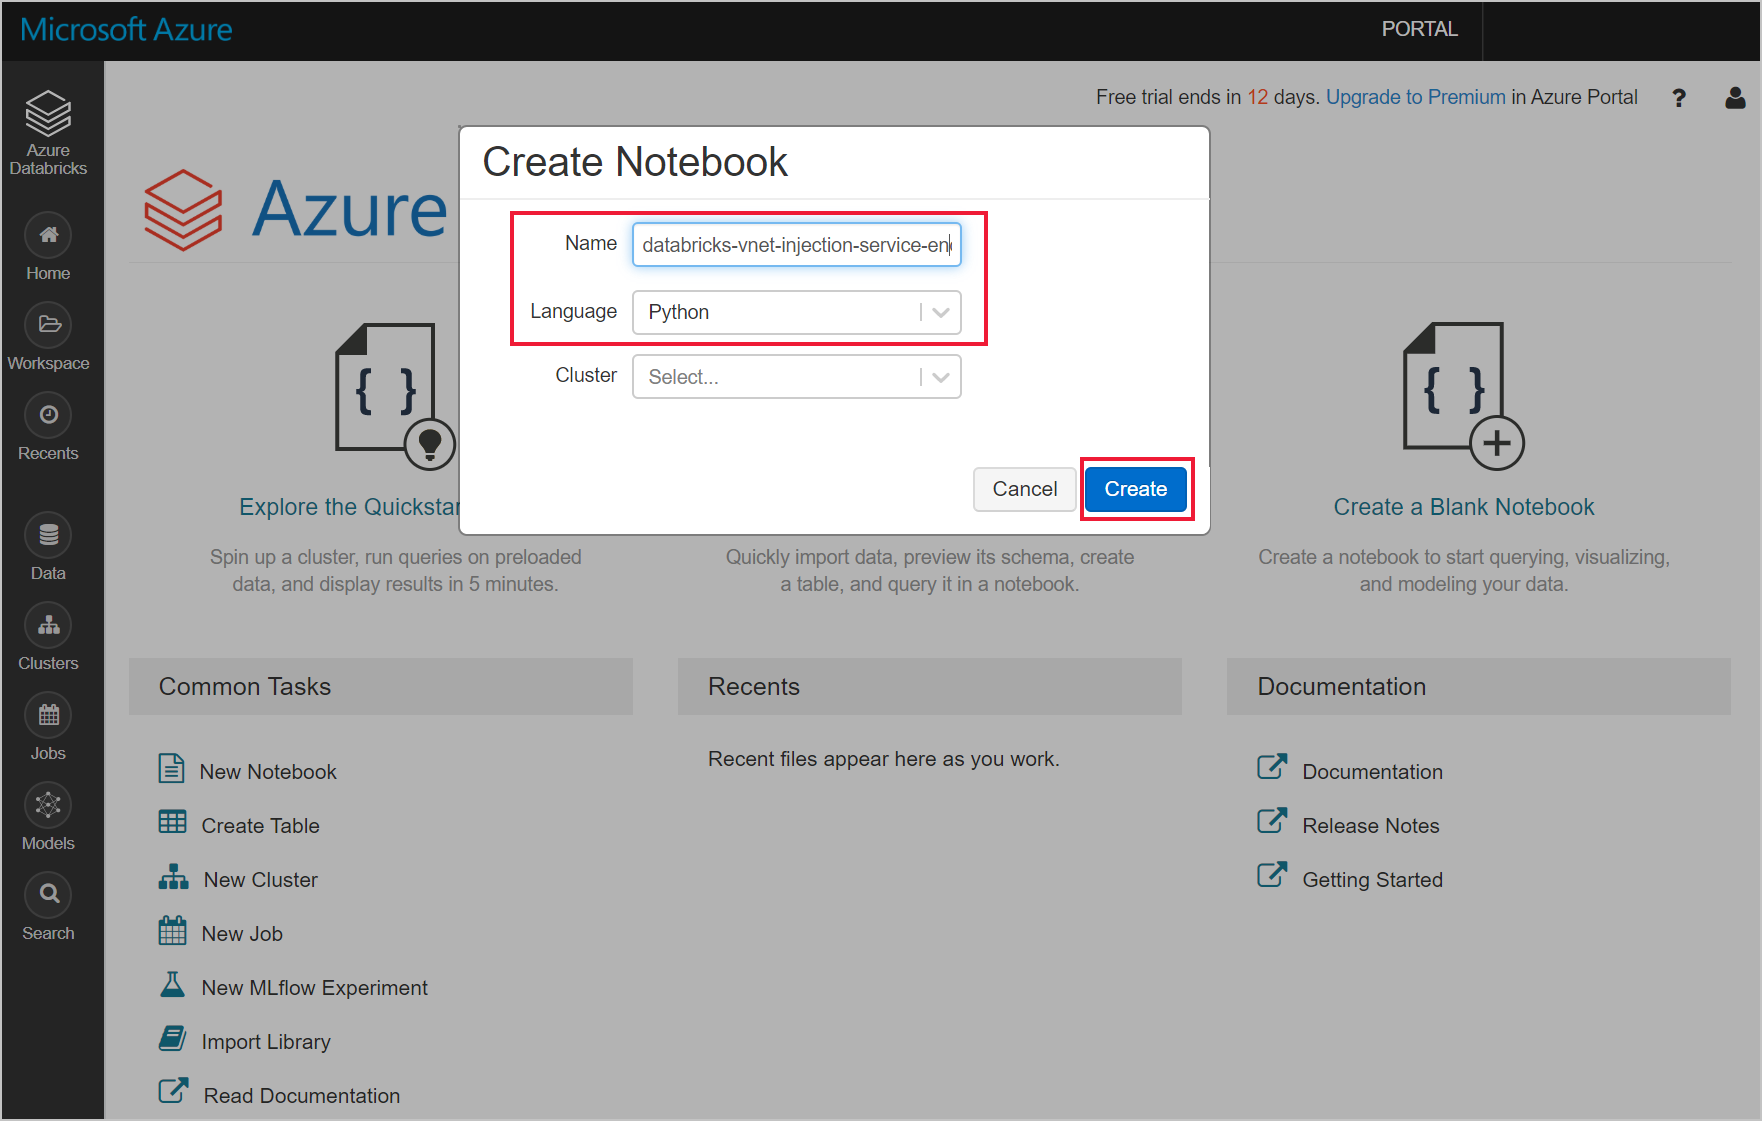 Microsoft Azure
PORTAL
Azure
Databricks
Home
Workspace
Recents
Data
Clusters
Jobs
Models
Search
Free trial ends in 12 days. Upgrade to Premium in Azure Portal
?
Azure
Create Notebook
Name
databricks-vnet-injection-service-en
Language
Python
Cluster
Select...
Cancel
Create
{ }
Explore the Quickstar
Spin up a cluster, run queries on preloaded
data, and display results in 5 minutes.
Quickly import data, preview its schema, create
a table, and query it in a notebook.
{ }
Create a Blank Notebook
Create a notebook to start querying, visualizing,
and modeling your data.
Common Tasks
New Notebook
Create Table
New Cluster
New Job
New MLflow Experiment
Import Library
Read Documentation
Recents
Recent files appear here as you work.
Documentation
Documentation
Release Notes
Getting Started